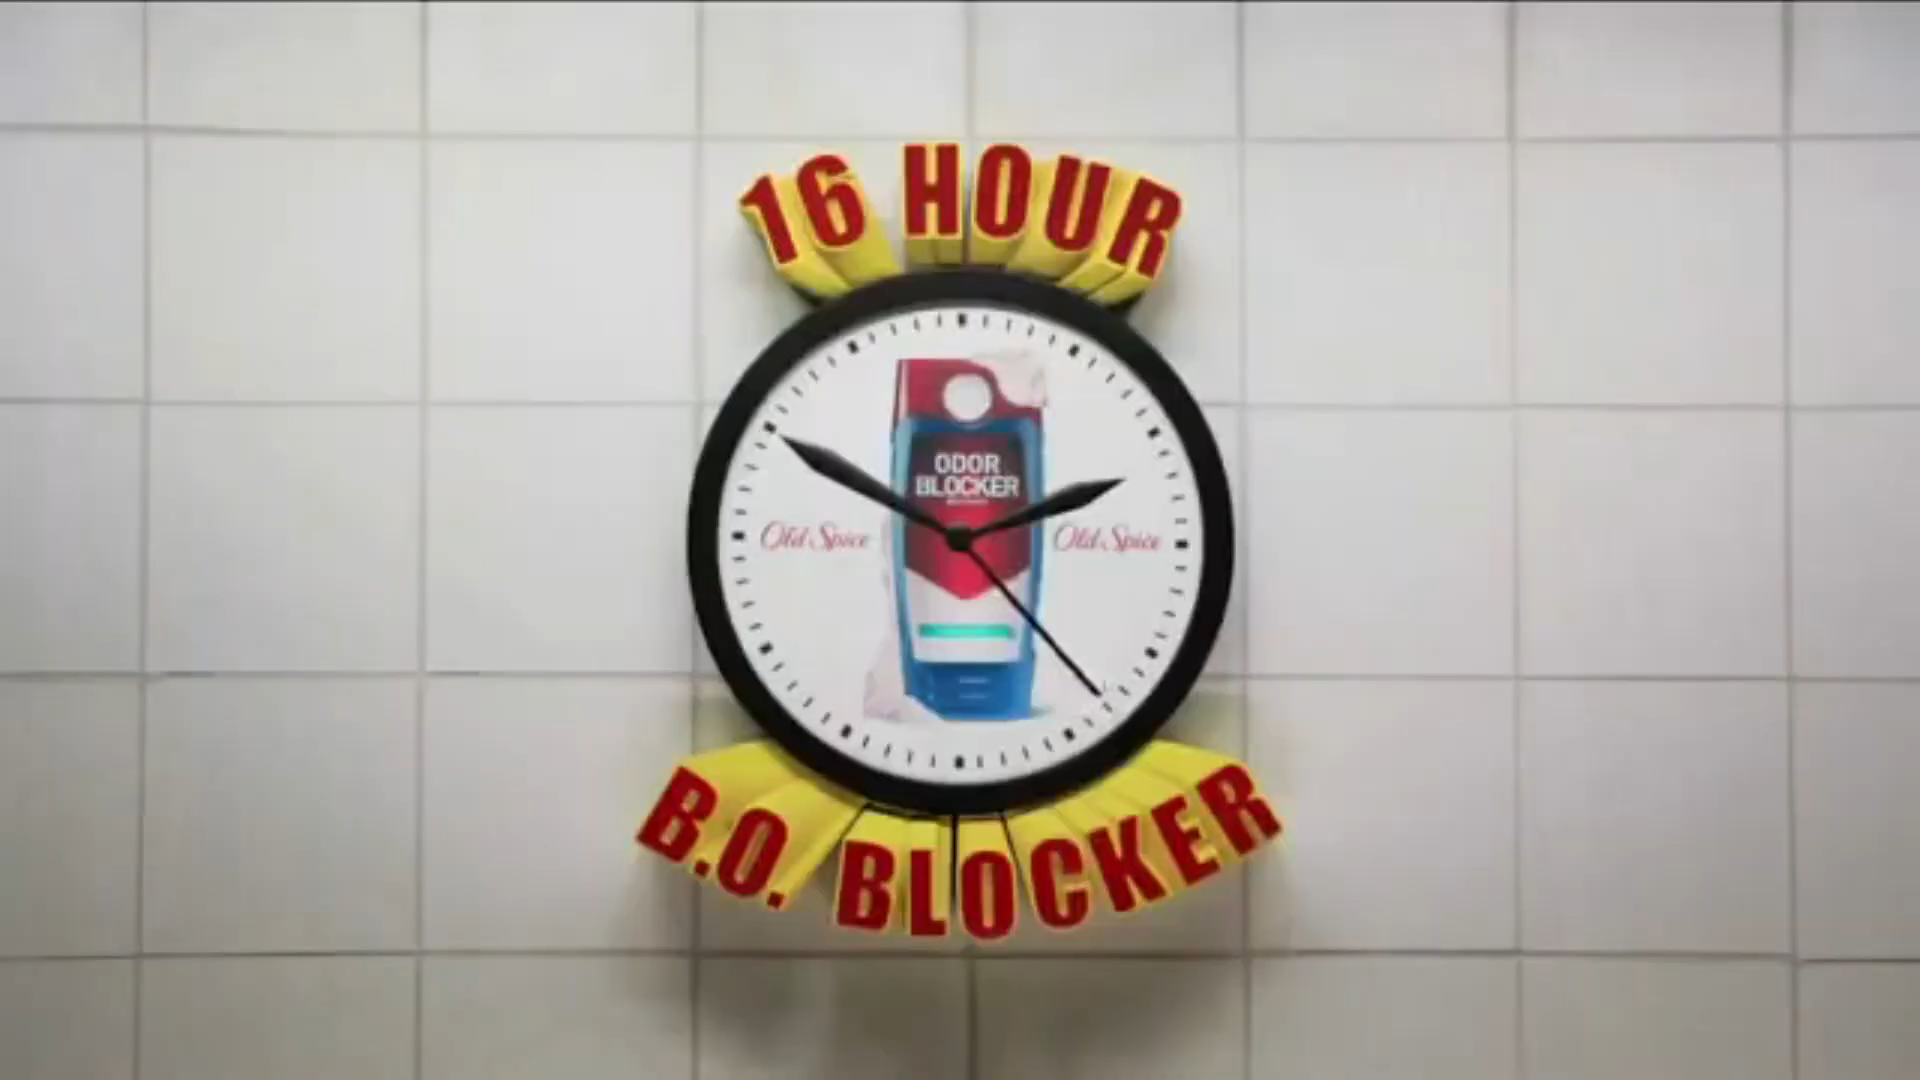 16 HOUR
ODOR
BLOCKER
Old Spice
Old Spice
B.O. BLOCKER